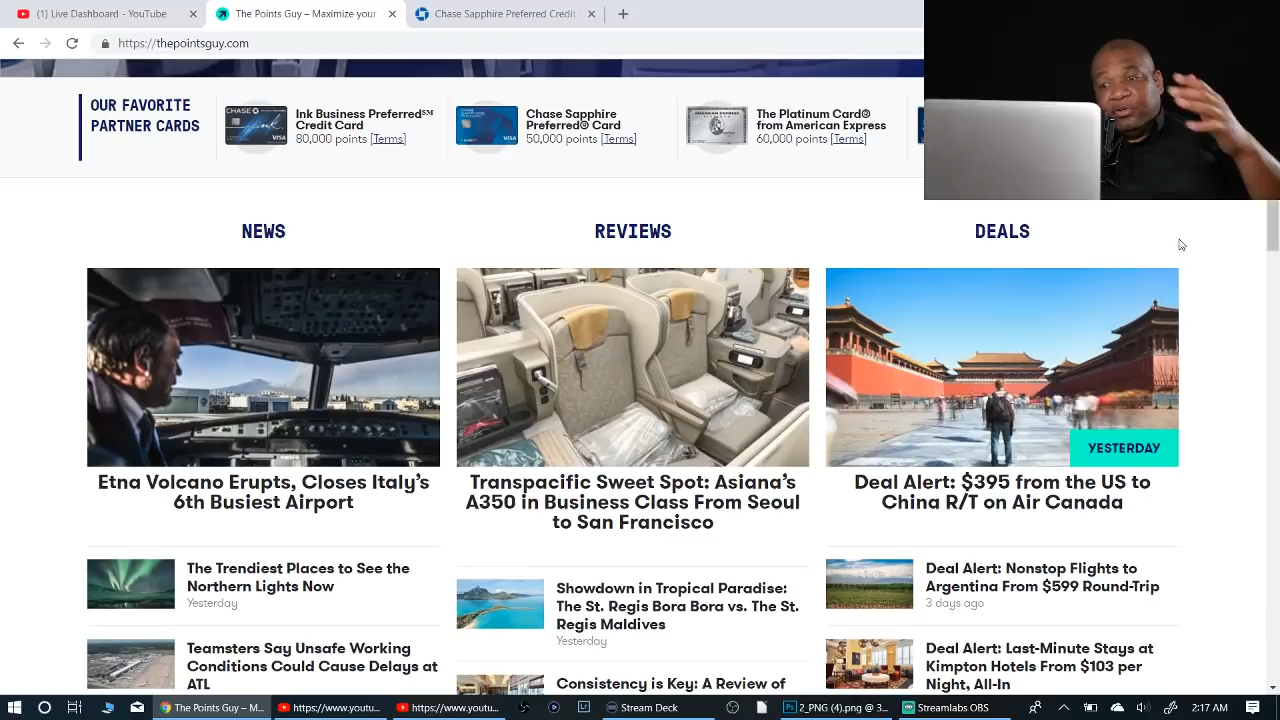 (1) Live Dashboard - YouTube
The Points Guy – Maximize your
Chase Sapphire Preferred Credit
https://thepointsguy.com
OUR FAVORITE
PARTNER CARDS
Ink Business Preferred℠
Credit Card
80,000 points [Terms]
Chase Sapphire
Preferred® Card
50,000 points [Terms]
The Platinum Card®
from American Express
60,000 points [Terms]
NEWS
REVIEWS
DEALS
YESTERDAY
Etna Volcano Erupts, Closes Italy's
6th Busiest Airport
Transpacific Sweet Spot: Asiana's
A350 in Business Class From Seoul
to San Francisco
Deal Alert: $395 from the US to
China R/T on Air Canada
The Trendiest Places to See the
Northern Lights Now
Yesterday
Teamsters Say Unsafe Working
Conditions Could Cause Delays at
ATL
Showdown in Tropical Paradise:
The St. Regis Bora Bora vs. The St.
Regis Maldives
Yesterday
Consistency is Key: A Review of
Deal Alert: Nonstop Flights to
Argentina From $599 Round-Trip
3 days ago
Deal Alert: Last-Minute Stays at
Kimpton Hotels From $103 per
Night, All-In
The Points Guy – M...
https://www.youtu...
https://www.youtu...
Stream Deck
2_PNG (4).png @ 3...
Streamlabs OBS
2:17 AM